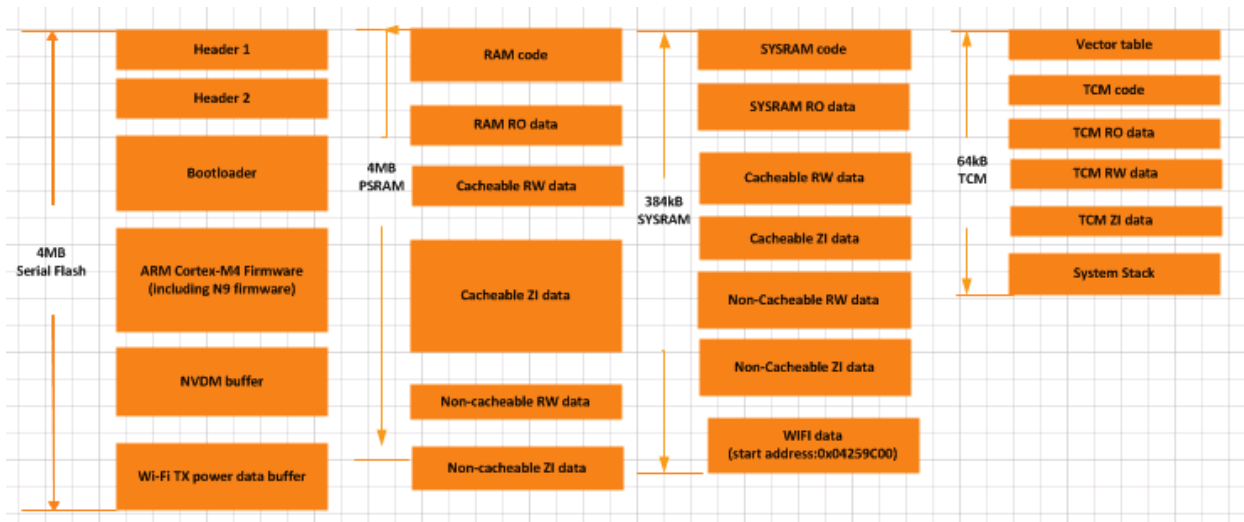 4MB
Serial Flash
Header 1
Header 2
Bootloader
ARM Cortex-M4 Firmware
(including N9 firmware)
NVDM buffer
Wi-Fi TX power data buffer
4MB
PSRAM
RAM code
RAM RO data
Cacheable RW data
Cacheable ZI data
Non-cacheable RW data
Non-cacheable ZI data
384kB
SYSRAM
SYSRAM code
SYSRAM RO data
Cacheable RW data
Cacheable ZI data
Non-Cacheable RW data
Non-Cacheable ZI data
WIFI data
(start address:0x04259C00)
64kB
TCM
Vector table
TCM code
TCM RO data
TCM RW data
TCM ZI data
System Stack